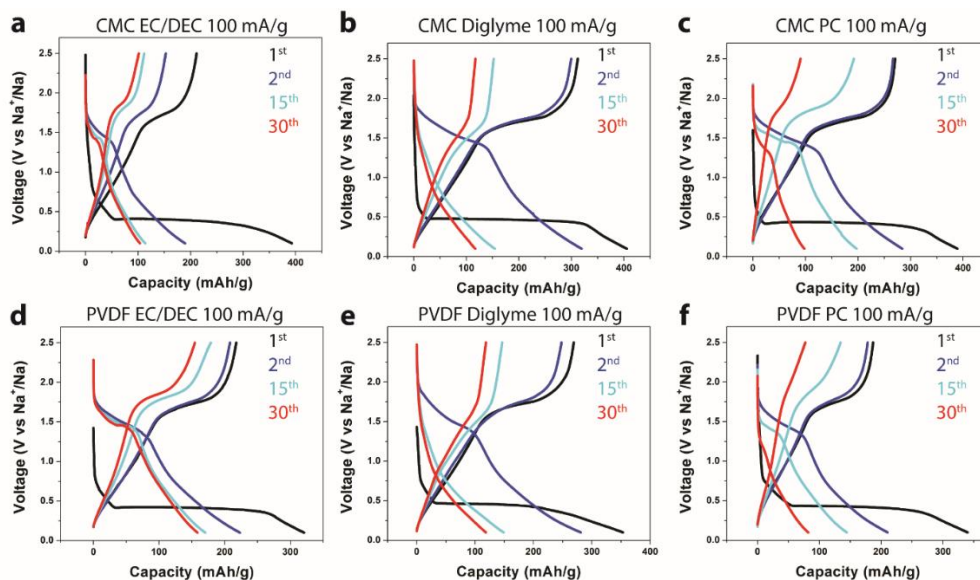 a CMC EC/DEC 100 mA/g
Voltage (V vs Na⁺/Na)
2.5
2.0
1.5
1.0
0.5
0.0
1st
2nd
15th
30th
0 100 200 300 400
Capacity (mAh/g)
b CMC Diglyme 100 mA/g
Voltage (V vs Na⁺/Na)
2.5
2.0
1.5
1.0
0.5
0.0
1st
2nd
15th
30th
0 100 200 300 400
Capacity (mAh/g)
c CMC PC 100 mA/g
Voltage (V vs Na⁺/Na)
2.5
2.0
1.5
1.0
0.5
0.0
1st
2nd
15th
30th
0 100 200 300 400
Capacity (mAh/g)
d PVDF EC/DEC 100 mA/g
Voltage (V vs Na⁺/Na)
2.5
2.0
1.5
1.0
0.5
0.0
1st
2nd
15th
30th
0 100 200 300
Capacity (mAh/g)
e PVDF Diglyme 100 mA/g
Voltage (V vs Na⁺/Na)
2.5
2.0
1.5
1.0
0.5
0.0
1st
2nd
15th
30th
0 100 200 300 400
Capacity (mAh/g)
f PVDF PC 100 mA/g
Voltage (V vs Na⁺/Na)
2.5
2.0
1.5
1.0
0.5
0.0
1st
2nd
15th
30th
0 100 200 300
Capacity (mAh/g)